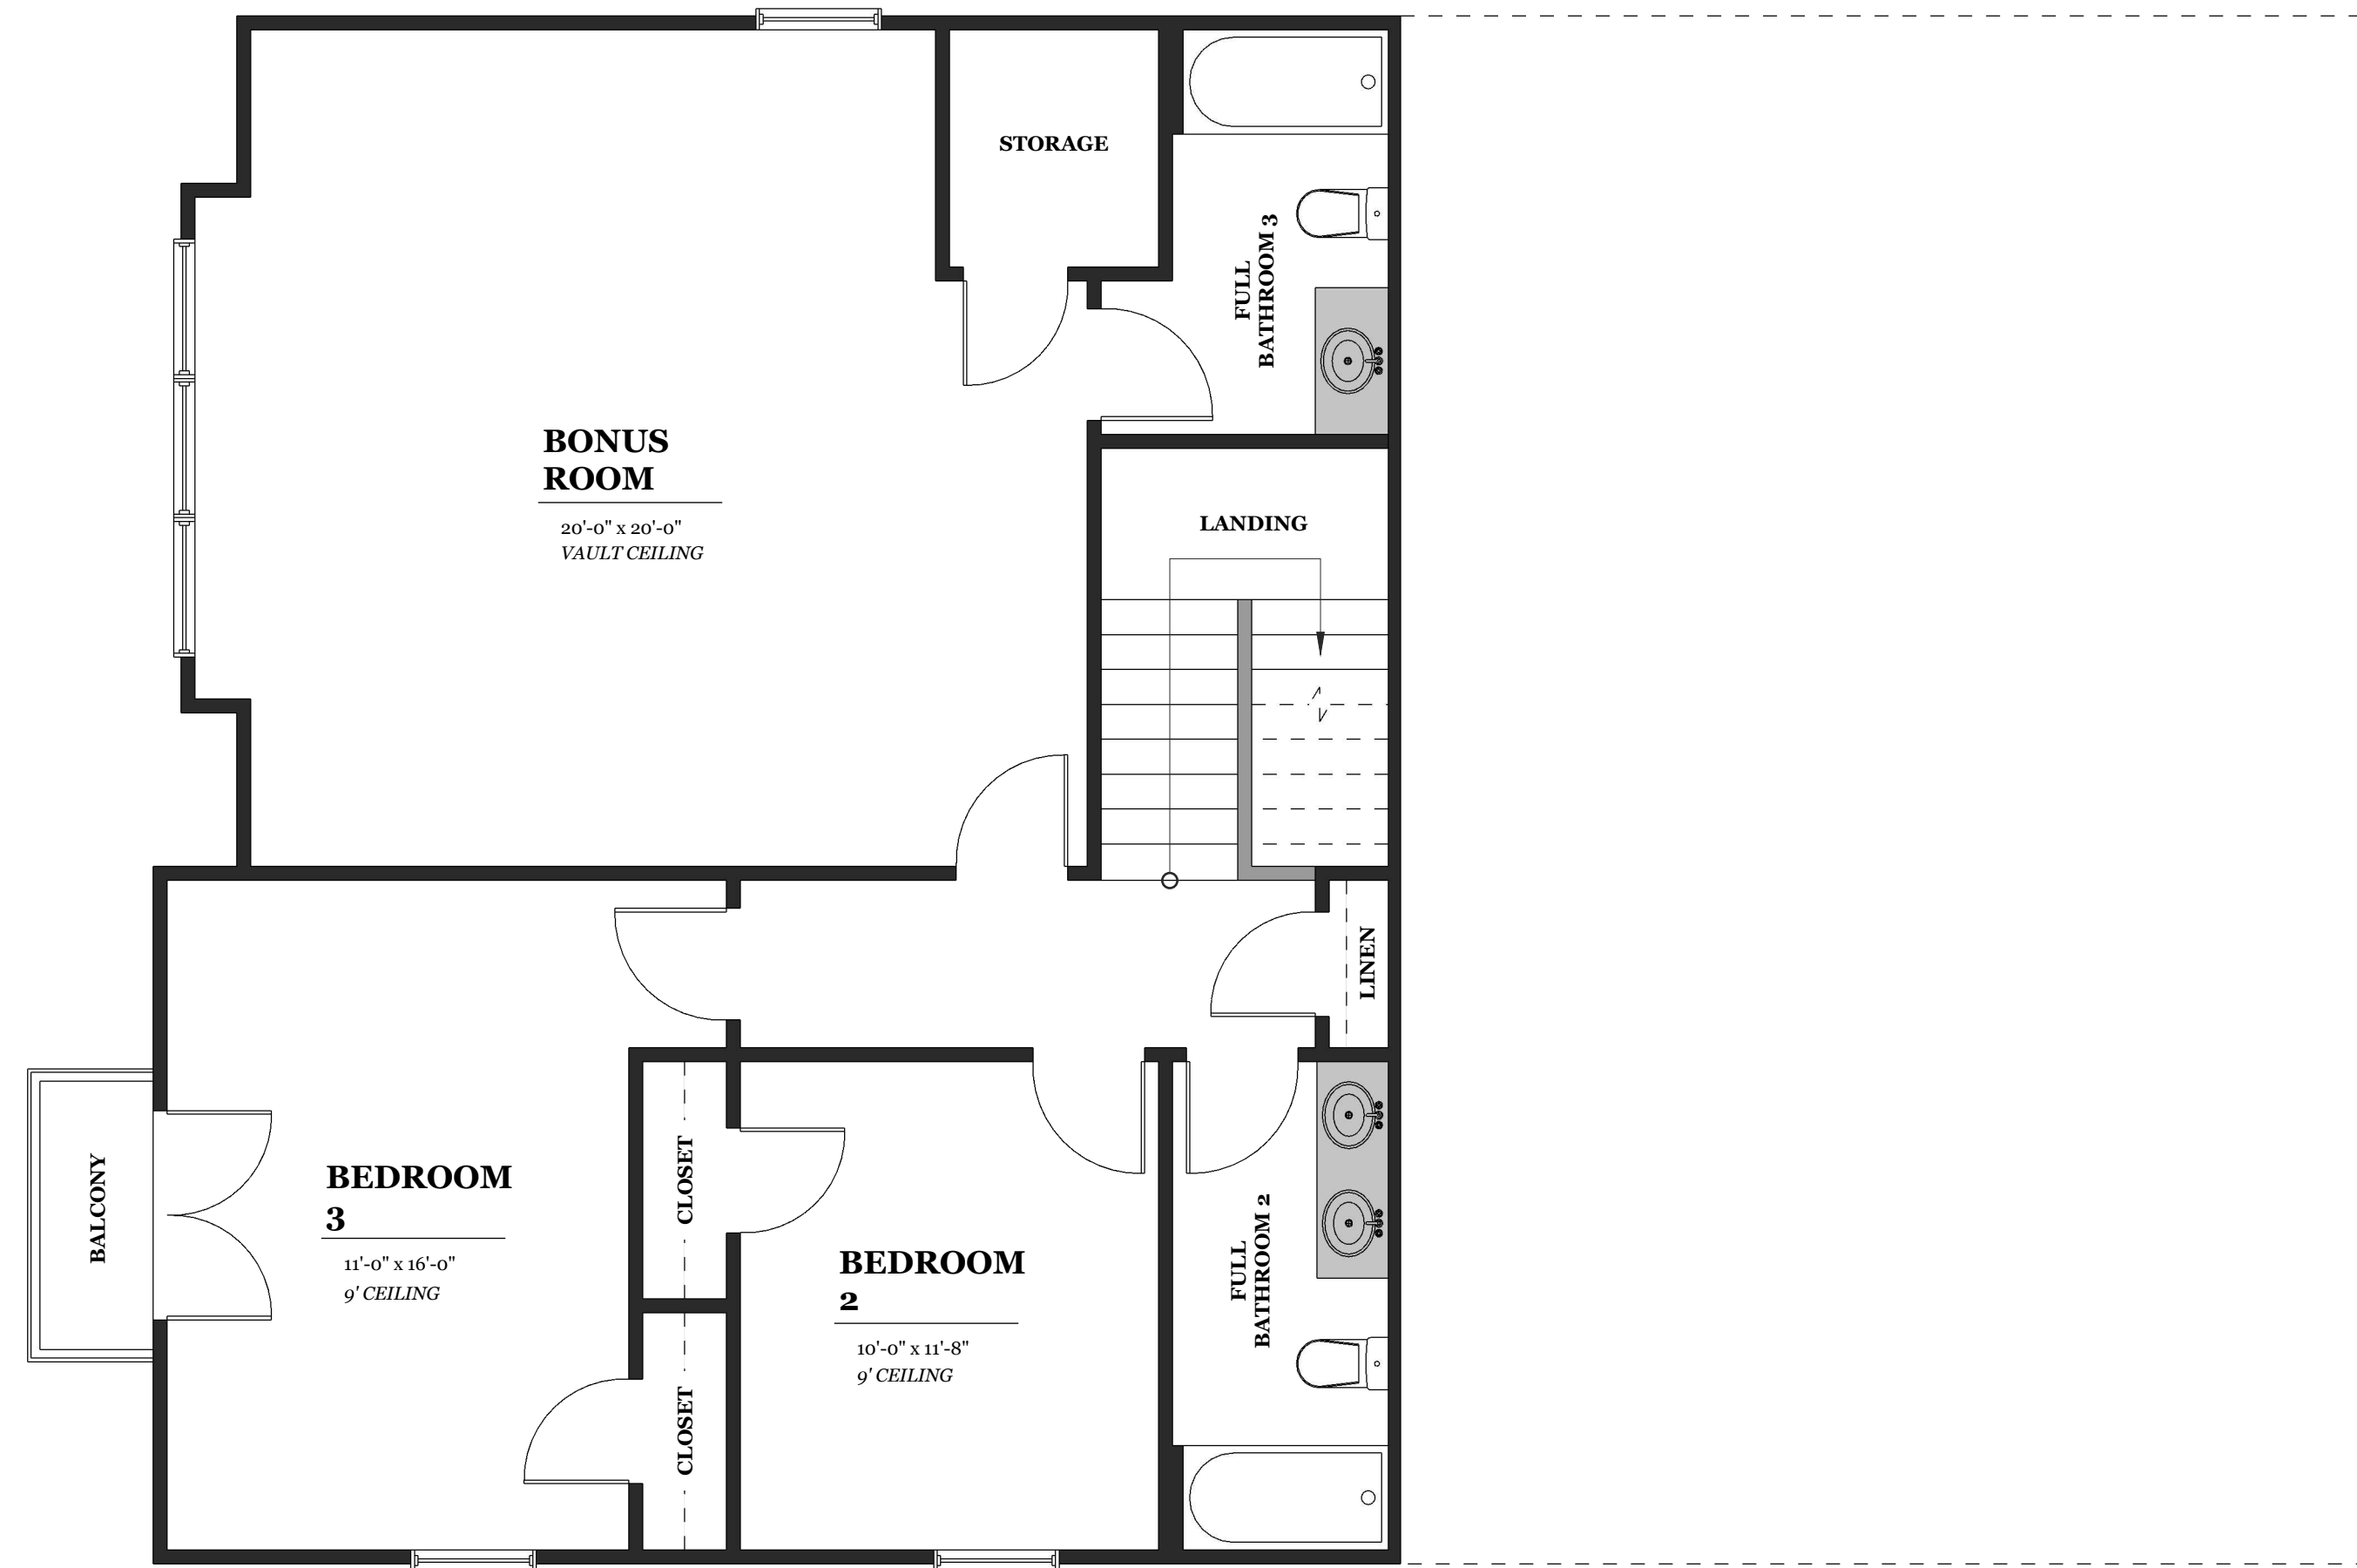 STORAGE
FULL
BATHROOM 3
BONUS
ROOM
20'-0" x 20'-0"
VAULT CEILING
LANDING
LINEN
BALCONY
BEDROOM
3
11'-0" x 16'-0"
9' CEILING
CLOSET
CLOSET
BEDROOM
2
10'-0" x 11'-8"
9' CEILING
FULL
BATHROOM 2